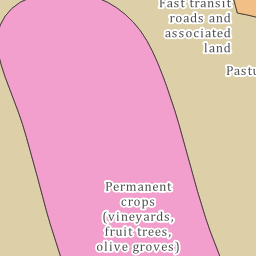 Fast transit
roads and
associated
land
Permanent
crops
(vineyards,
fruit trees,
olive groves)